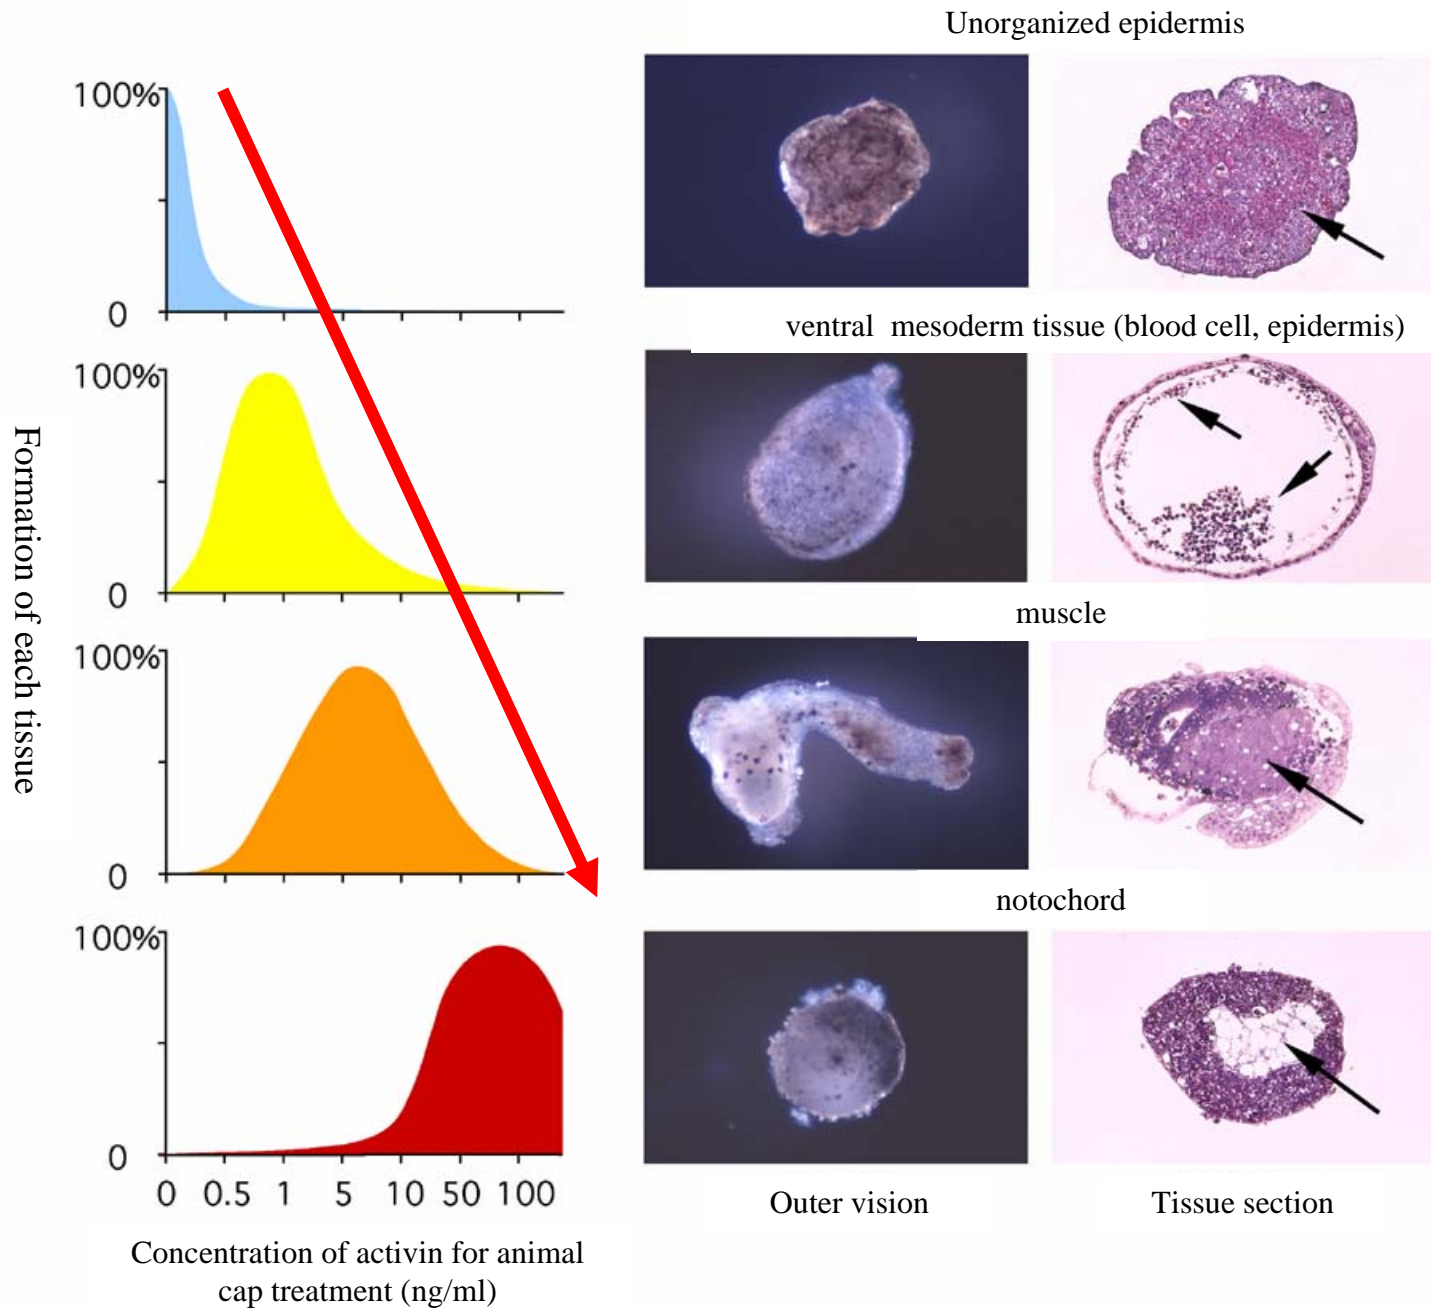 Unorganized epidermis
100%
0
ventral mesoderm tissue (blood cell, epidermis)
100%
0
muscle
100%
0
notochord
100%
0
0 0.5 1 5 10 50 100
Formation of each tissue
Concentration of activin for animal
cap treatment (ng/ml)
Outer vision
Tissue section